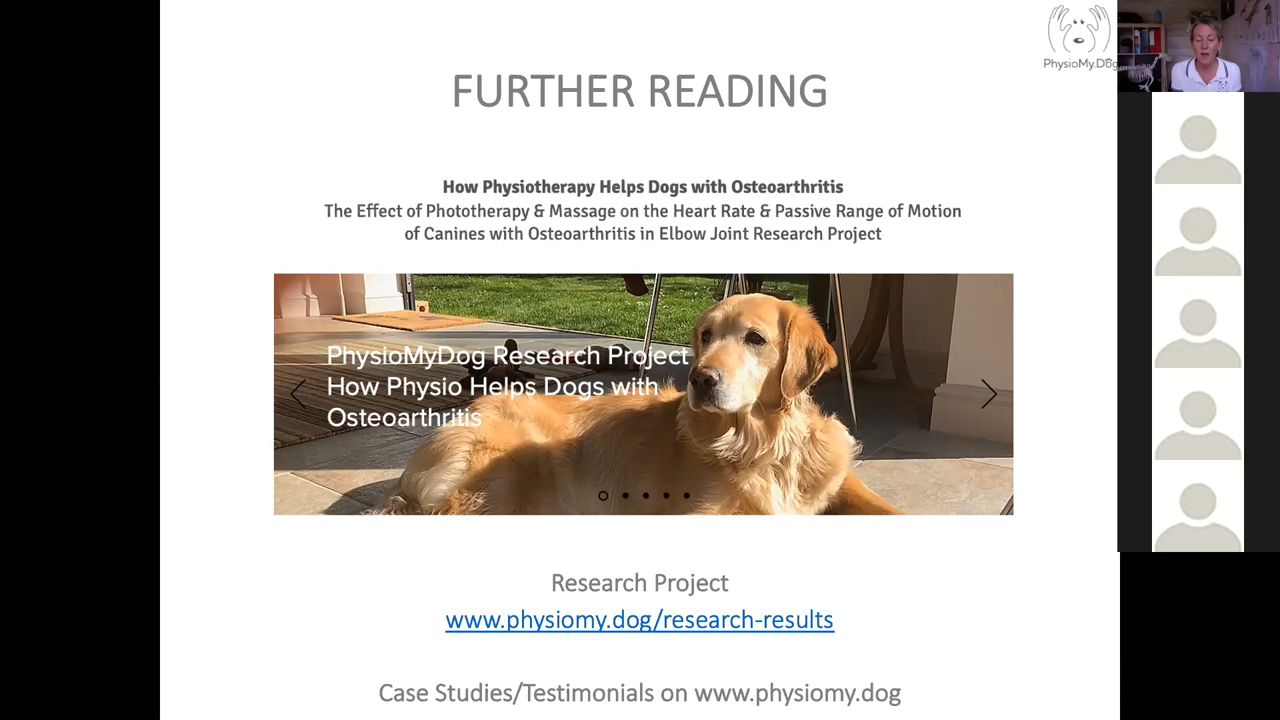 PhysioMy.Dog
FURTHER READING
How Physiotherapy Helps Dogs with Osteoarthritis
The Effect of Phototherapy & Massage on the Heart Rate & Passive Range of Motion
of Canines with Osteoarthritis in Elbow Joint Research Project
PhysioMyDog Research Project
How Physio Helps Dogs with
Osteoarthritis
Research Project
www.physiomy.dog/research-results
Case Studies/Testimonials on www.physiomy.dog